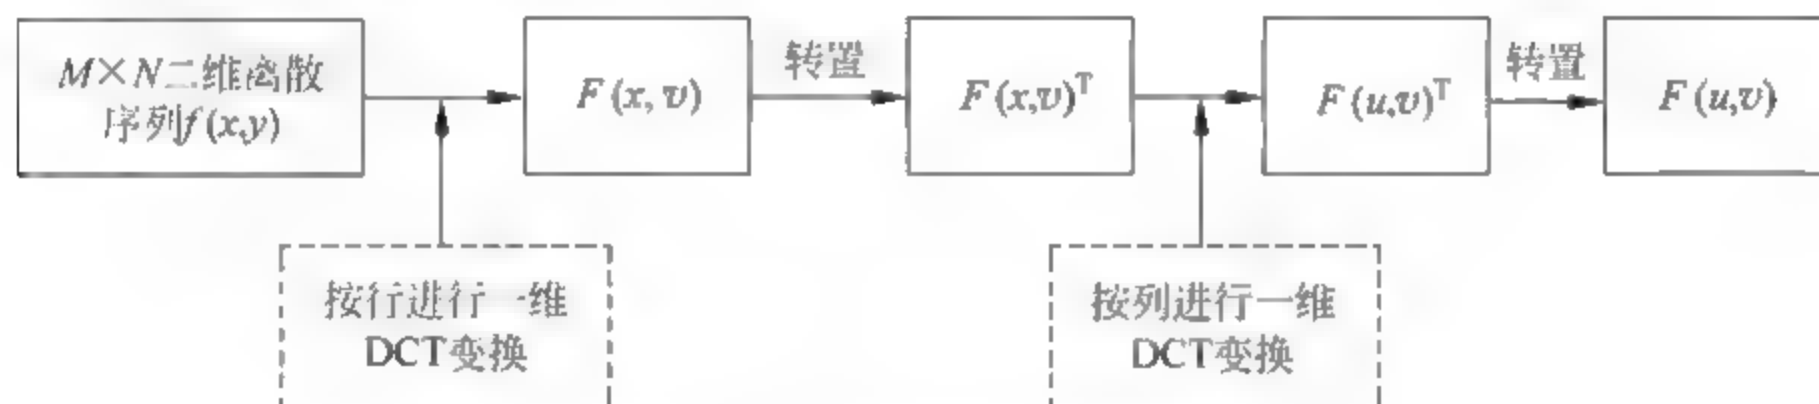 M×N二维离散
序列f(x,y)
F(x, v)
转置
F(x,v)ᵀ
F(u,v)ᵀ
转置
F(u,v)
按行进行一维
DCT变换
按列进行一维
DCT变换